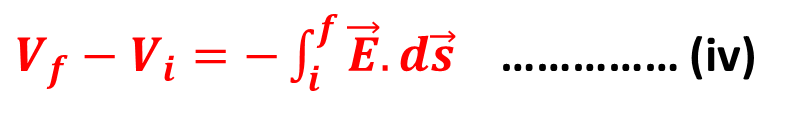 V_f − V_i = − ∫_i^f E⃗. ds⃗ ............... (iv)